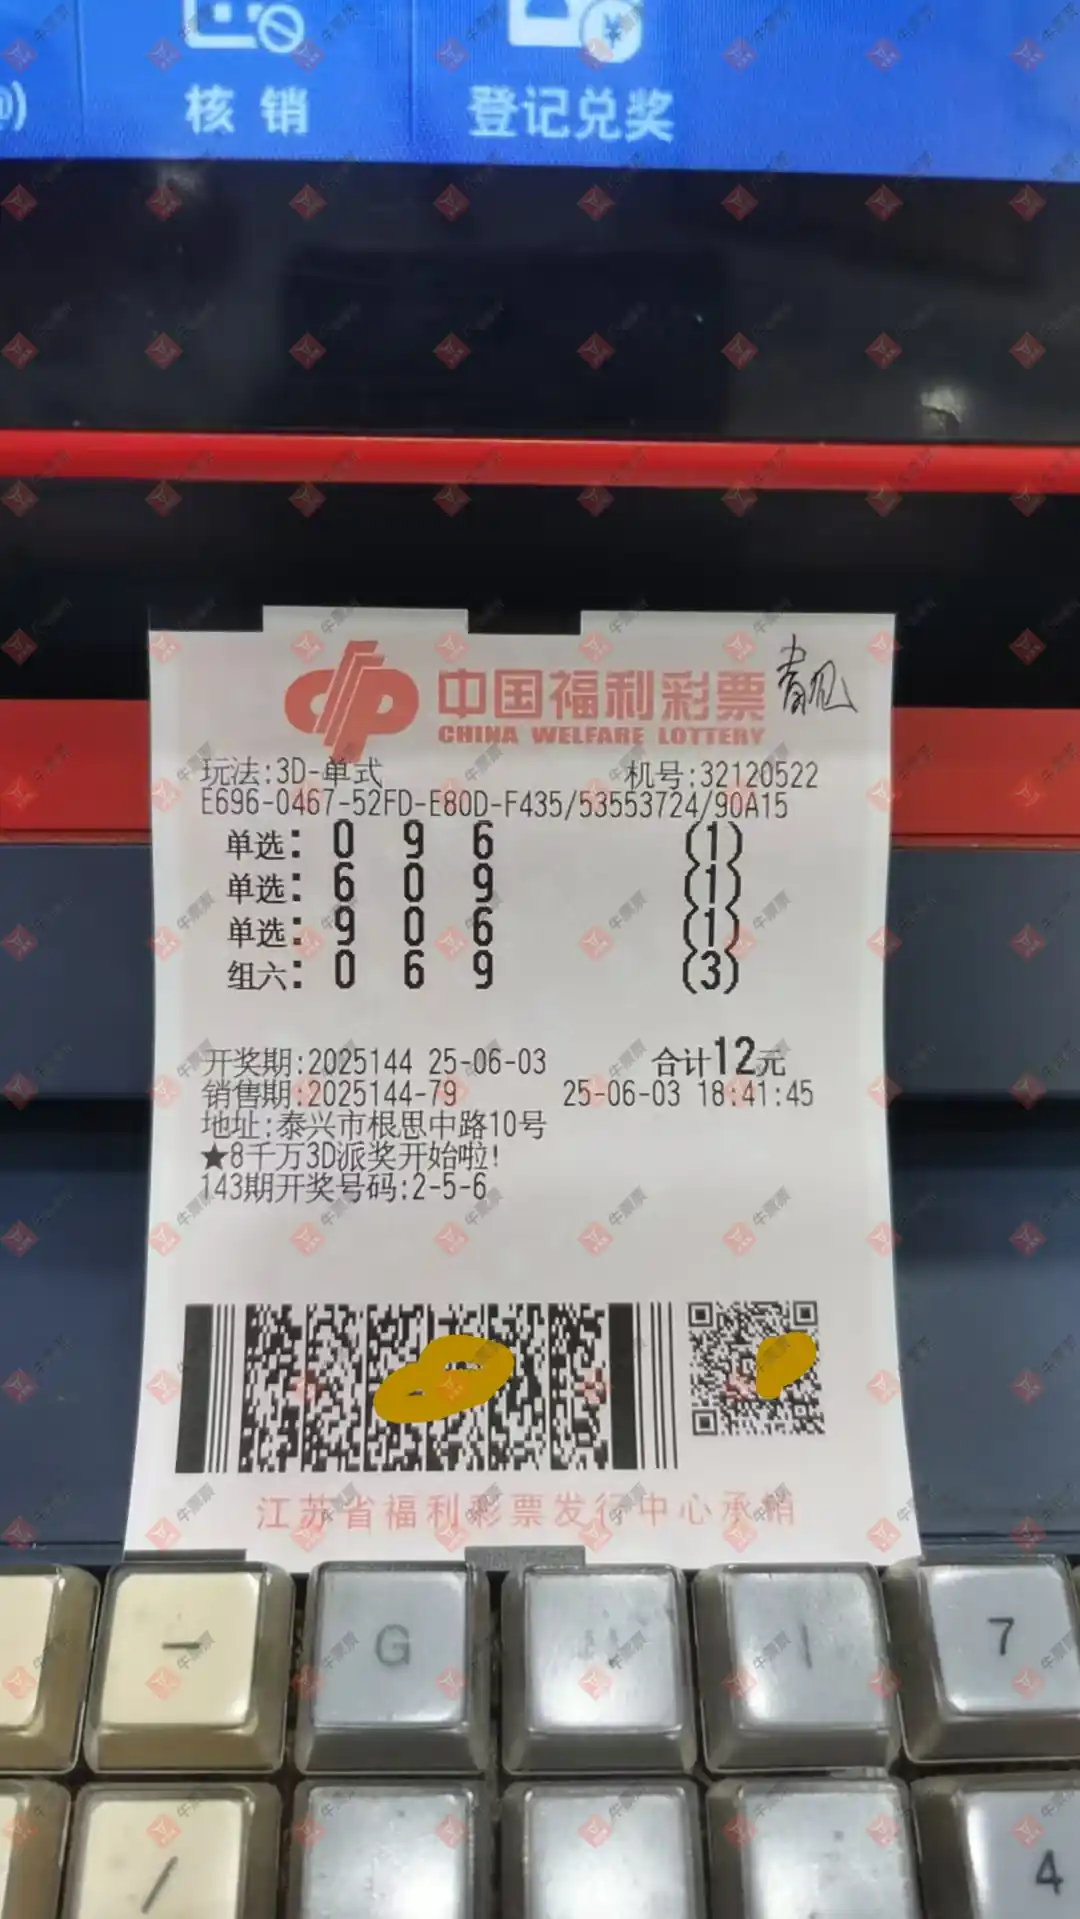 核销
登记兑奖
中国福利彩票
CHINA WELFARE LOTTERY
玩法:3D-单式 机号:32120522
E696-0467-52FD-E80D-F435/53553724/90A15
单选: 0 9 6 (1)
单选: 6 0 9 (1)
单选: 9 0 6 (1)
组六: 0 6 9 (3)
开奖期:2025144 25-06-03 合计12元
销售期:2025144-79 25-06-03 18:41:45
地址:泰兴市根思中路10号
★8千万3D派奖开始啦!
143期开奖号码:2-5-6
江苏省福利彩票发行中心承销
G
7
/
4
牛票票